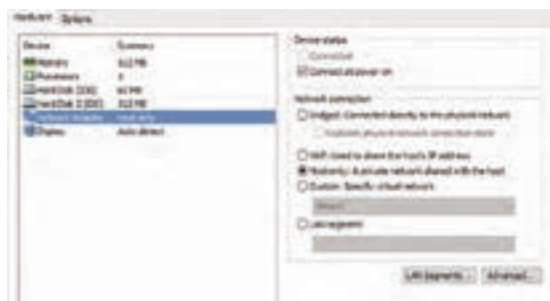 Hardware Options
Device Summary
Memory 512 MB
Processors 1
Hard Disk (IDE)
Hard Disk 2 (IDE) 512 MB
Network Adapter Host-only
Display Auto detect
Device status
Connected
Connect at power on
Network connection
Bridged: Connected directly to the physical network
Replicate physical network connection state
NAT: Used to share the host's IP address
Host-only: A private network shared with the host
Custom: Specific virtual network
LAN segment:
LAN Segments... Advanced...